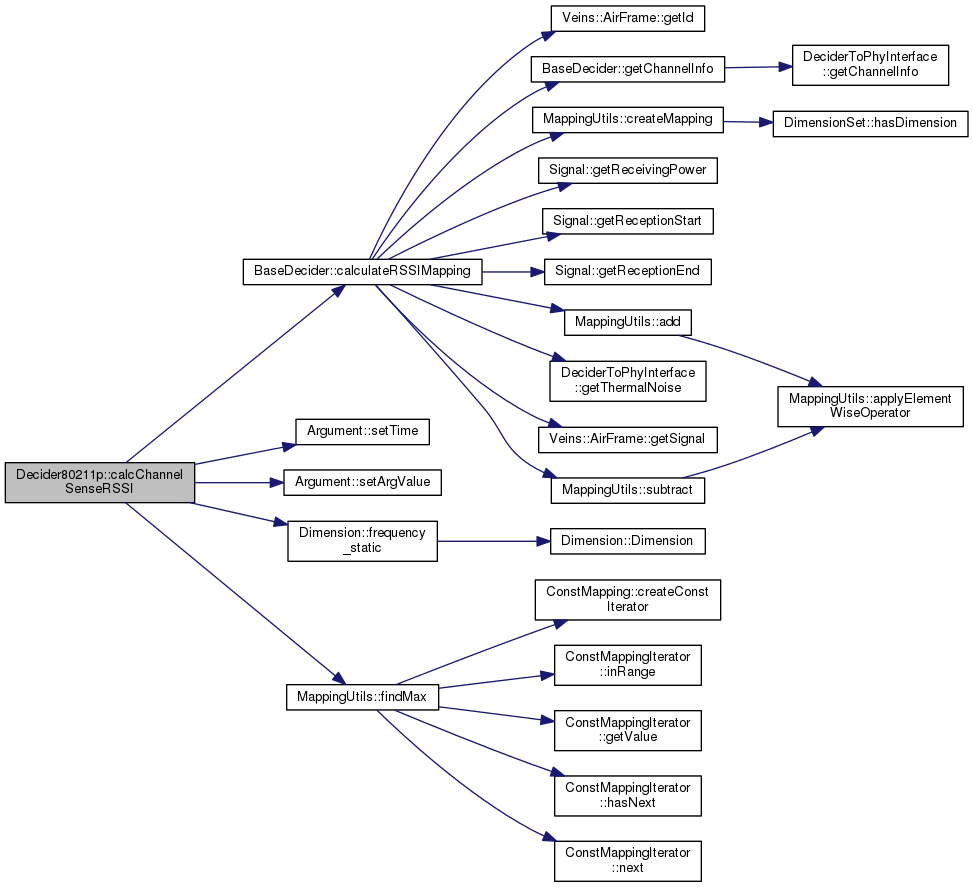 Decider80211p::calcChannel
SenseRSSI
BaseDecider::calculateRSSIMapping
Veins::AirFrame::getId
BaseDecider::getChannelInfo
DeciderToPhyInterface
::getChannelInfo
MappingUtils::createMapping
DimensionSet::hasDimension
Signal::getReceivingPower
Signal::getReceptionStart
Signal::getReceptionEnd
MappingUtils::add
MappingUtils::applyElement
WiseOperator
DeciderToPhyInterface
::getThermalNoise
Veins::AirFrame::getSignal
MappingUtils::subtract
Argument::setTime
Argument::setArgValue
Dimension::frequency
_static
Dimension::Dimension
MappingUtils::findMax
ConstMapping::createConst
Iterator
ConstMappingIterator
::inRange
ConstMappingIterator
::getValue
ConstMappingIterator
::hasNext
ConstMappingIterator
::next